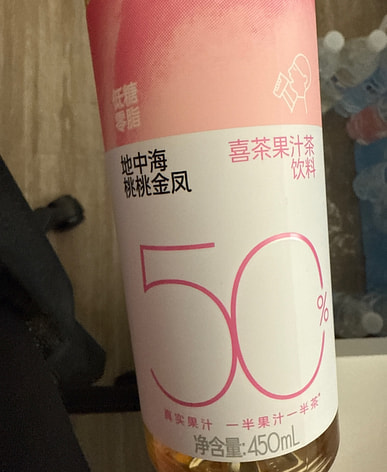 低糖
零脂
地中海
桃桃金凤
喜茶果汁茶
饮料
50%
真实果汁 一半果汁一半茶*
净含量:450mL